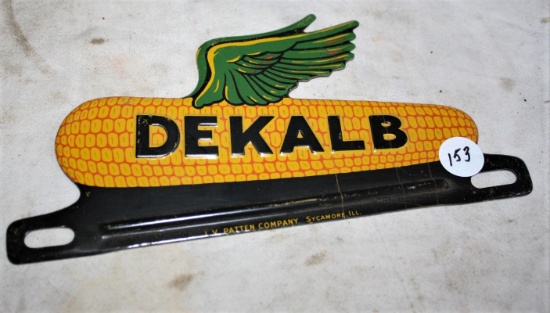 DEKALB
153
V. PATTEN COMPANY, SYCAMORE, ILL.